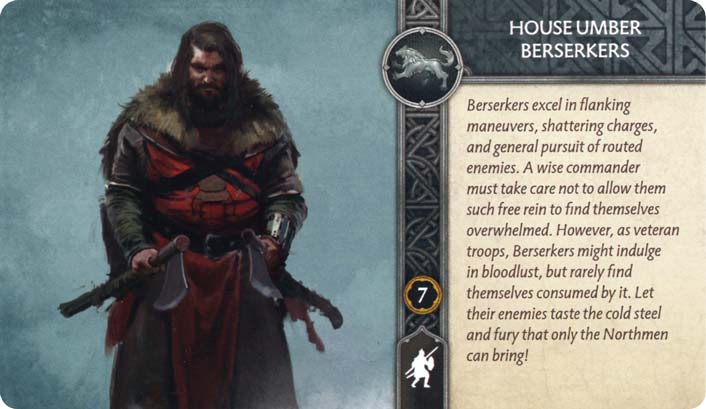 HOUSE UMBER
BERSERKERS
Berserkers excel in flanking
maneuvers, shattering charges,
and general pursuit of routed
enemies. A wise commander
must take care not to allow them
such free rein to find themselves
overwhelmed. However, as veteran
troops, Berserkers might indulge
in bloodlust, but rarely find
themselves consumed by it. Let
their enemies taste the cold steel
and fury that only the Northmen
can bring!
7